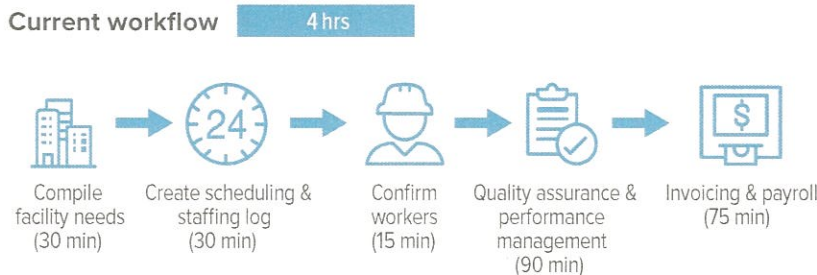 Current workflow
4 hrs
24
$
Compile
facility needs
(30 min)
Create scheduling &
staffing log
(30 min)
Confirm
workers
(15 min)
Quality assurance &
performance
management
(90 min)
Invoicing & payroll
(75 min)